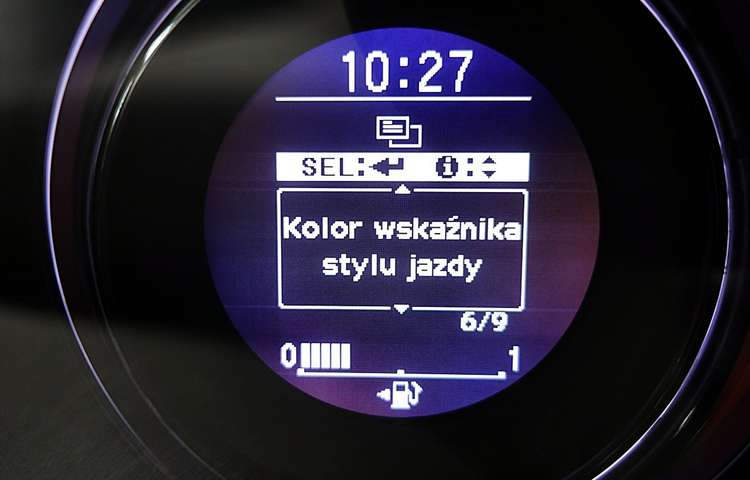 10:27
SEL: i:
Kolor wskaźnika
stylu jazdy
6/9
0 1